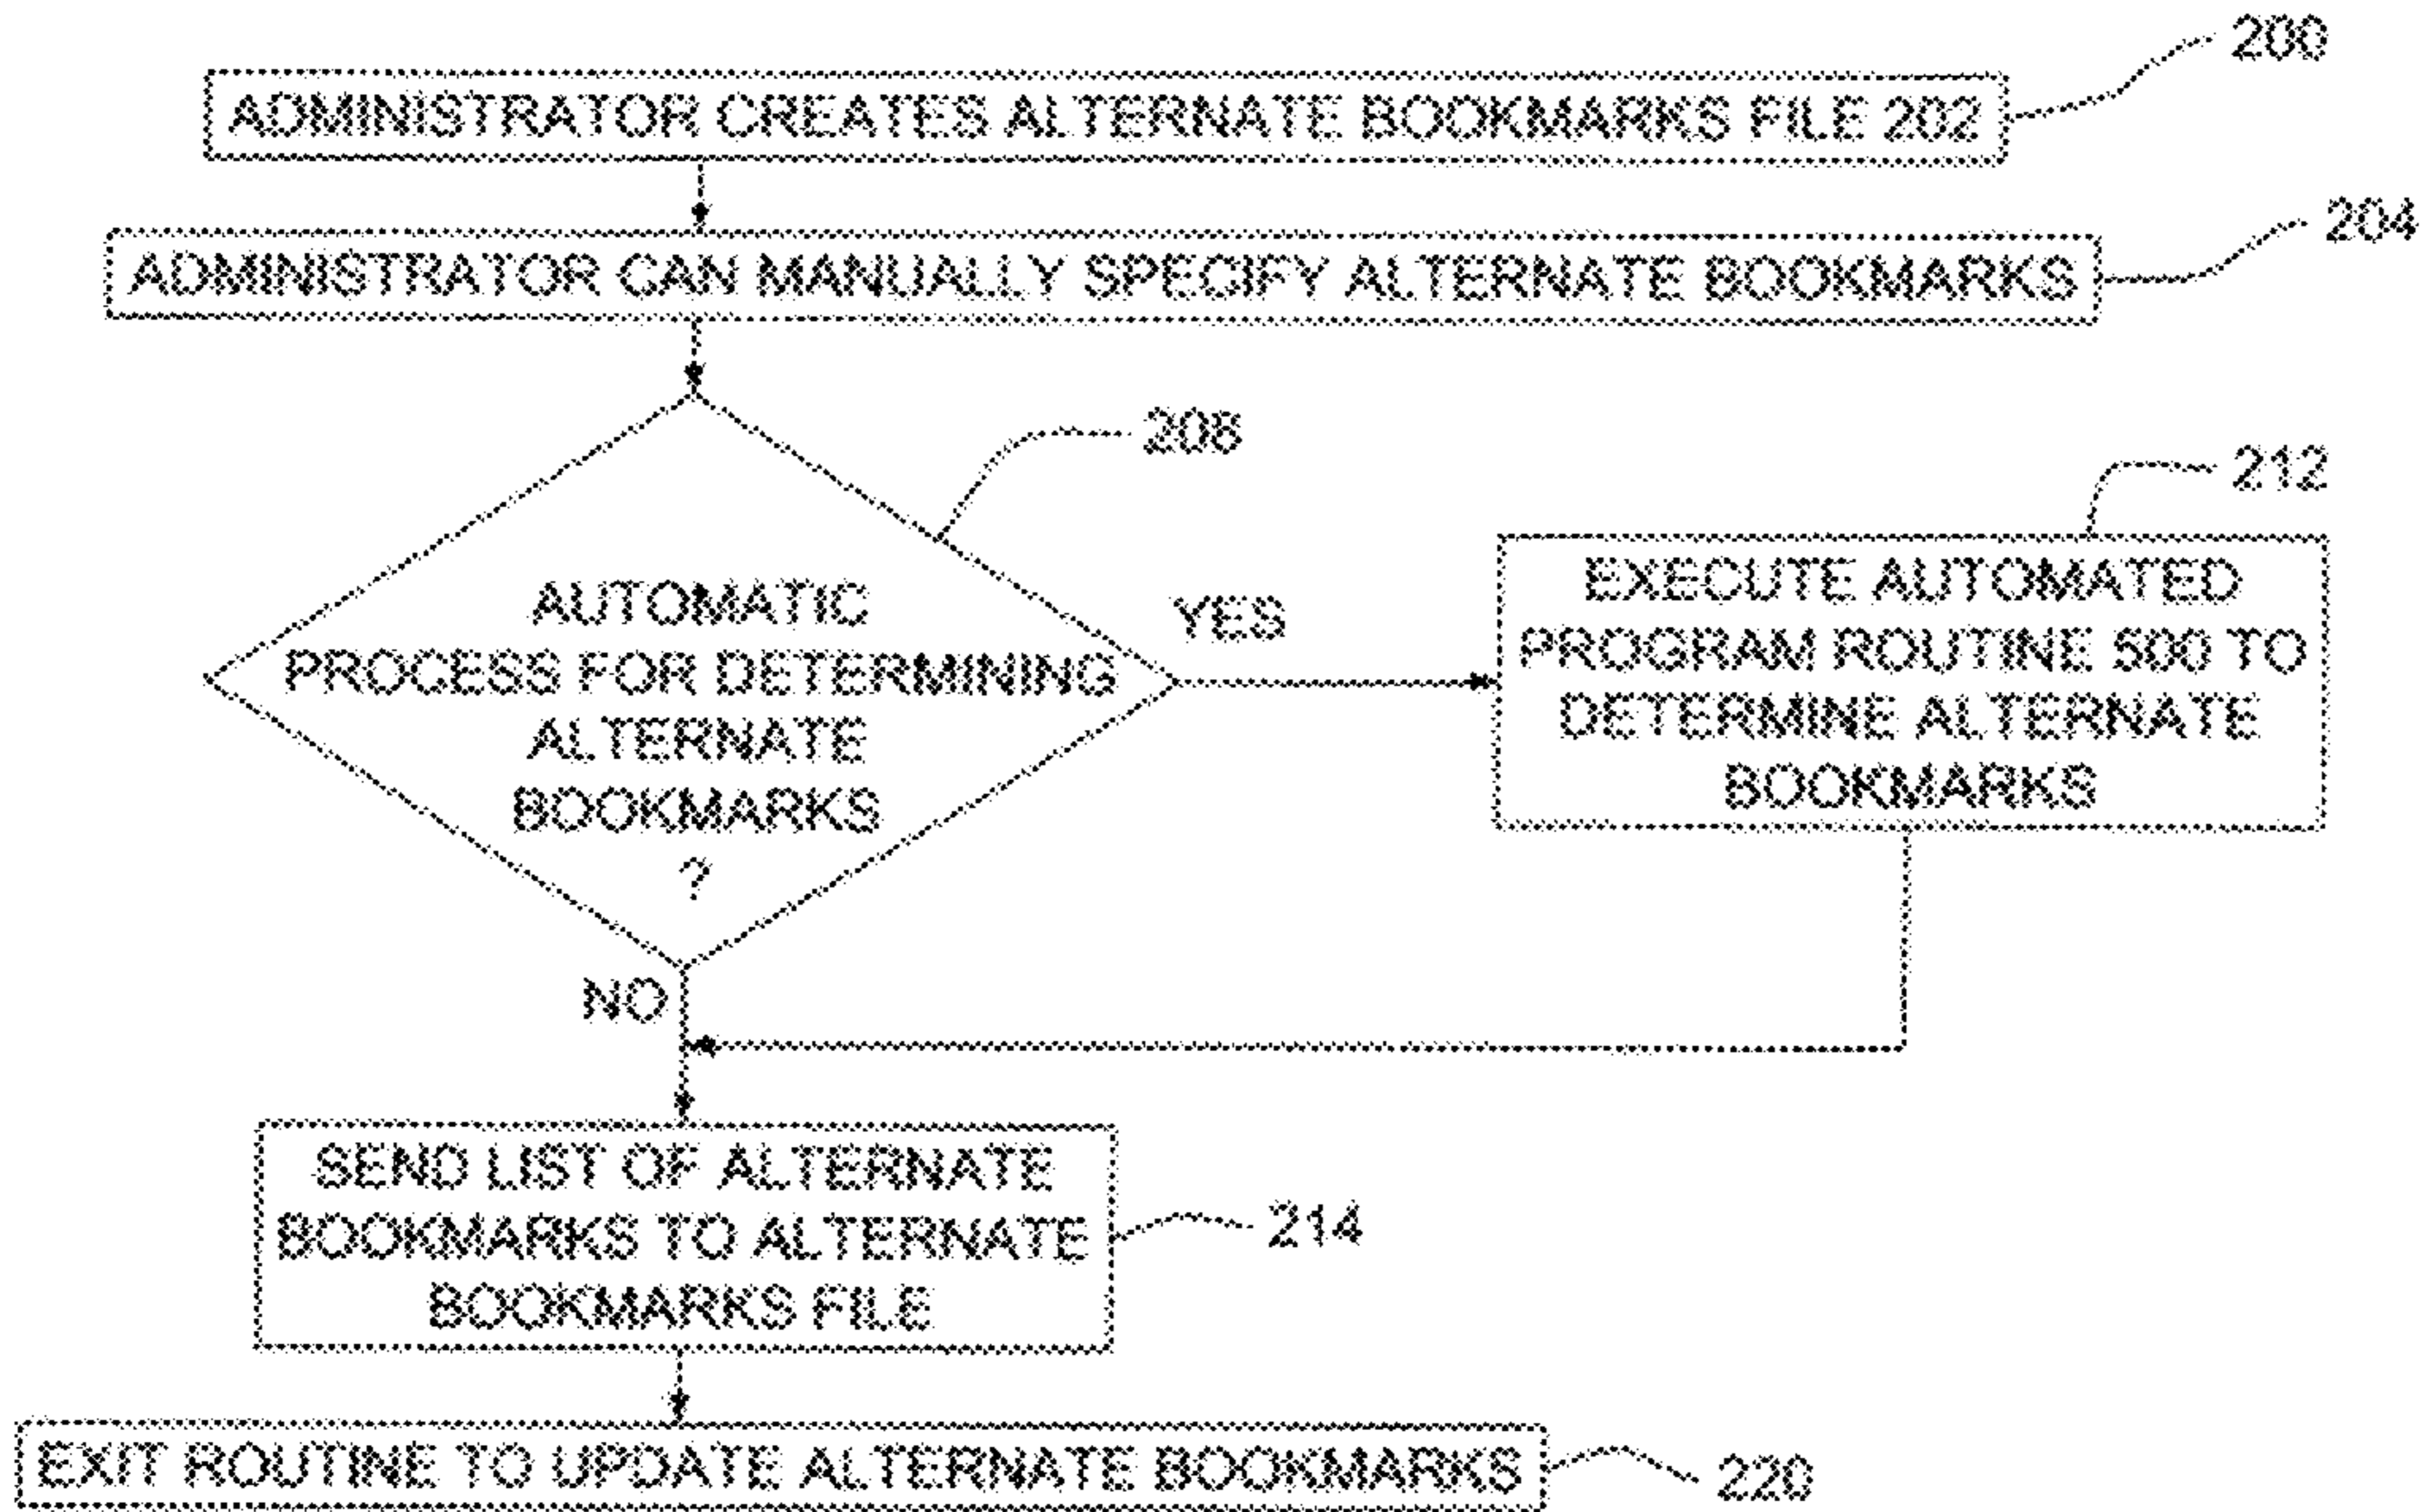 200
ADMINISTRATOR CREATES ALTERNATE BOOKMARKS FILE 202
204
ADMINISTRATOR CAN MANUALLY SPECIFY ALTERNATE BOOKMARKS
208
212
AUTOMATIC
PROCESS FOR DETERMINING
ALTERNATE
BOOKMARKS
?
YES
EXECUTE AUTOMATED
PROGRAM ROUTINE 500 TO
DETERMINE ALTERNATE
BOOKMARKS
NO
SEND LIST OF ALTERNATE
BOOKMARKS TO ALTERNATE
BOOKMARKS FILE
214
EXIT ROUTINE TO UPDATE ALTERNATE BOOKMARKS
220